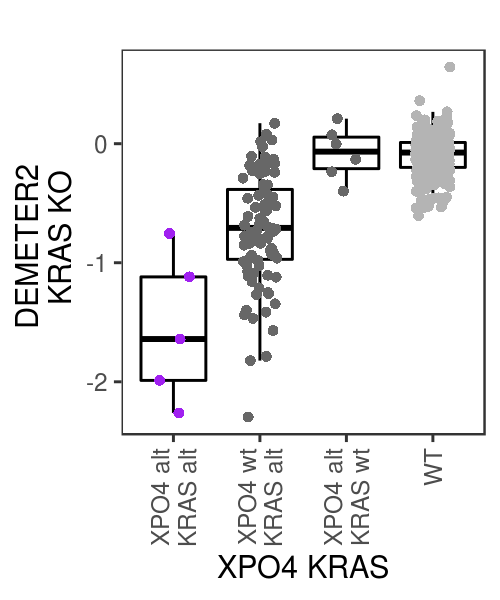 DEMETER2
KRAS KO
0
-1
-2
XPO4 alt
KRAS alt
XPO4 wt
KRAS alt
XPO4 alt
KRAS wt
WT
XPO4 KRAS